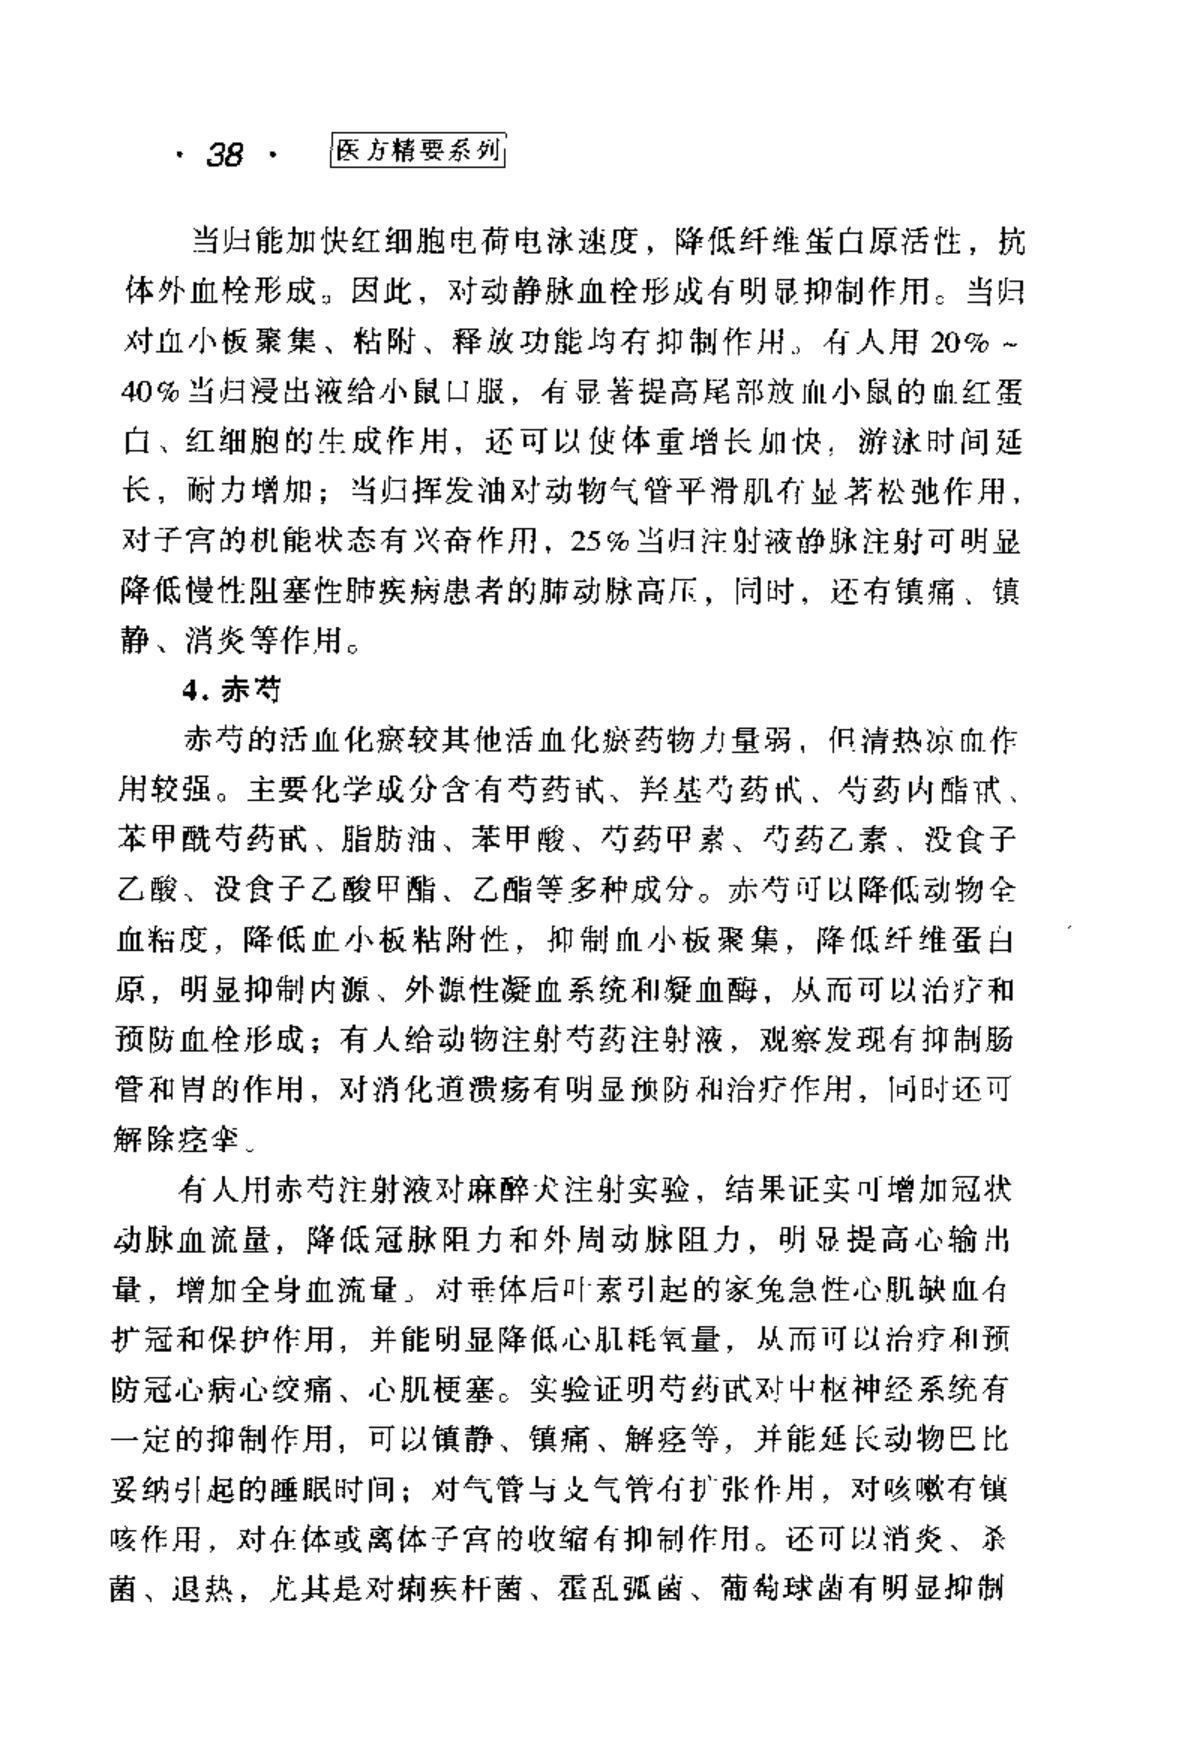 · 38 ·
医方精要系列
当归能加快红细胞电荷电泳速度，降低纤维蛋白原活性，抗
体外血栓形成。因此，对动静脉血栓形成有明显抑制作用。当归
对血小板聚集、粘附、释放功能均有抑制作用。有人用 20% ~
40%当归浸出液给小鼠口服，有显著提高尾部放血小鼠的血红蛋
白、红细胞的生成作用，还可以使体重增长加快，游泳时间延
长，耐力增加；当归挥发油对动物气管平滑肌有显著松弛作用，
对子宫的机能状态有兴奋作用，25%当归注射液静脉注射可明显
降低慢性阻塞性肺疾病患者的肺动脉高压，同时，还有镇痛、镇
静、消炎等作用。
4. 赤芍
赤芍的活血化瘀较其他活血化瘀药物力量弱，但清热凉血作
用较强。主要化学成分含有芍药甙、羟基芍药甙、芍药内酯甙、
苯甲酰芍药甙、脂肪油、苯甲酸、芍药甲素、芍药乙素、没食子
乙酸、没食子乙酸甲酯、乙酯等多种成分。赤芍可以降低动物全
血粘度，降低血小板粘附性，抑制血小板聚集，降低纤维蛋白
原，明显抑制内源、外源性凝血系统和凝血酶，从而可以治疗和
预防血栓形成；有人给动物注射芍药注射液，观察发现有抑制肠
管和胃的作用，对消化道溃疡有明显预防和治疗作用，同时还可
解除痉挛。
有人用赤芍注射液对麻醉犬注射实验，结果证实可增加冠状
动脉血流量，降低冠脉阻力和外周动脉阻力，明显提高心输出
量，增加全身血流量。对垂体后叶素引起的家兔急性心肌缺血有
扩冠和保护作用，并能明显降低心肌耗氧量，从而可以治疗和预
防冠心病心绞痛、心肌梗塞。实验证明芍药甙对中枢神经系统有
一定的抑制作用，可以镇静、镇痛、解痉等，并能延长动物巴比
妥纳引起的睡眠时间；对气管与支气管有扩张作用，对咳嗽有镇
咳作用，对在体或离体子宫的收缩有抑制作用。还可以消炎、杀
菌、退热，尤其是对痢疾杆菌、霍乱弧菌、葡萄球菌有明显抑制